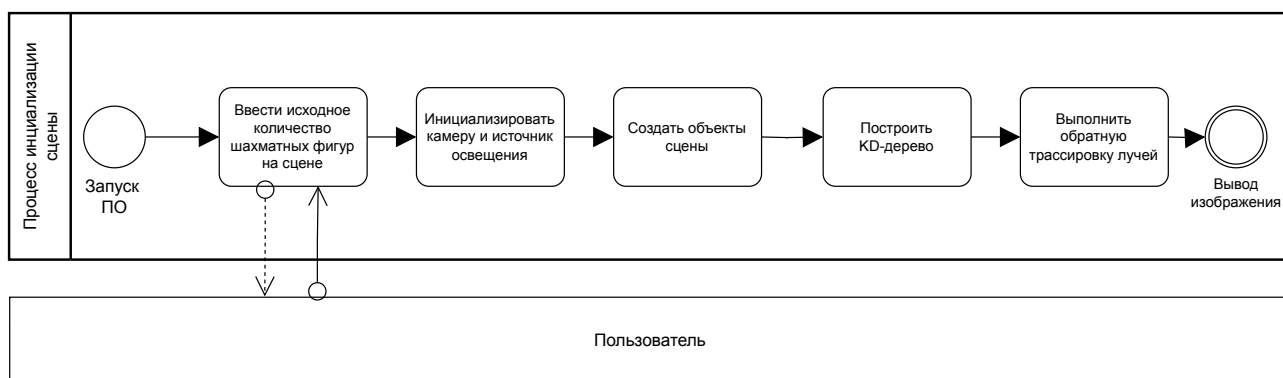 Процесс инициализации
сцены
Запуск
ПО
Ввести исходное
количество
шахматных фигур
на сцене
Инициализировать
камеру и источник
освещения
Создать объекты
сцены
Построить
KD-дерево
Выполнить
обратную
трассировку лучей
Вывод
изображения
Пользователь